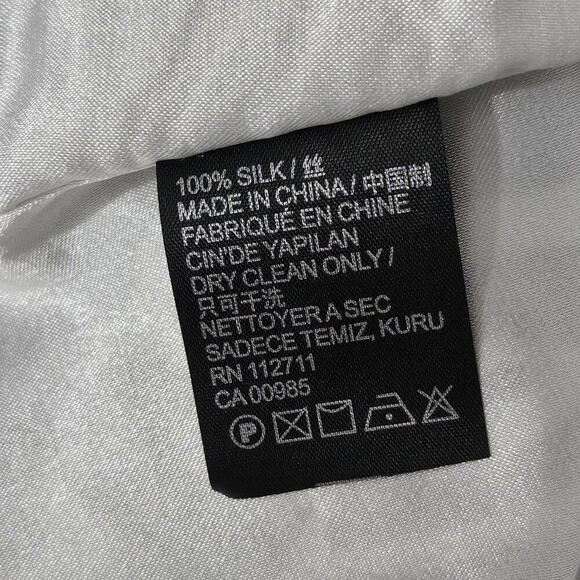 100% SILK / 丝
MADE IN CHINA / 中国制
FABRIQUÉ EN CHINE
CIN'DE YAPILAN
DRY CLEAN ONLY /
只可干洗
NETTOYER A SEC
SADECE TEMIZ, KURU
RN 112711
CA 00985
P